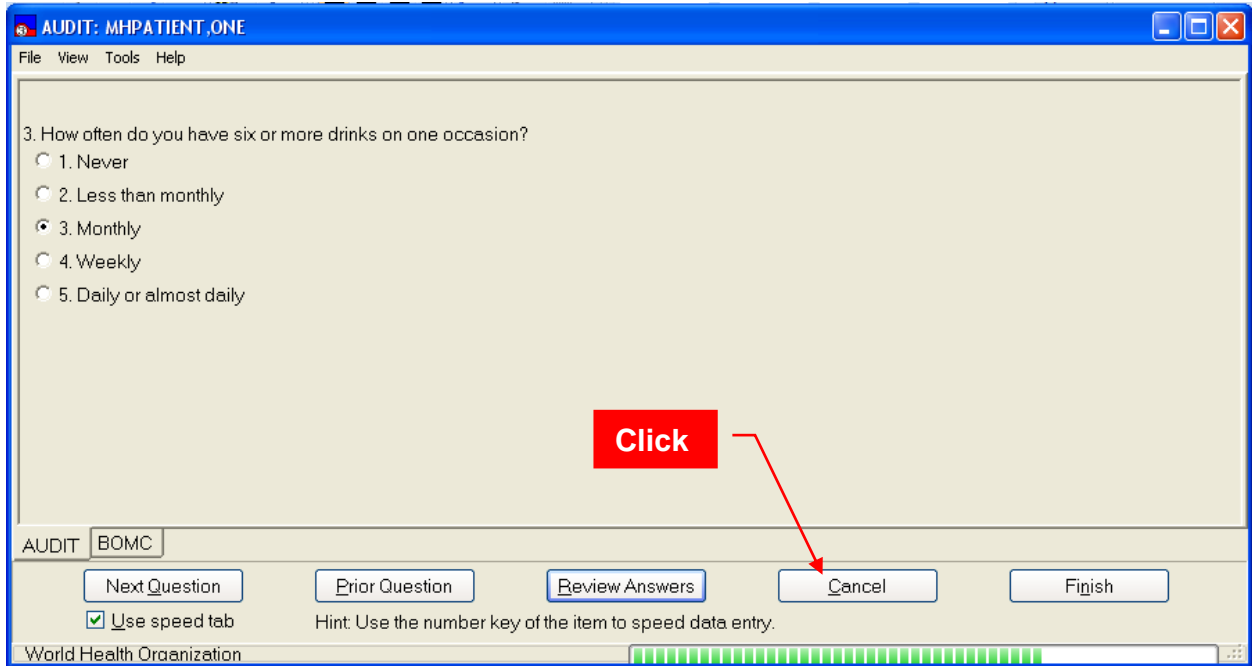 AUDIT: MHPATIENT,ONE
File View Tools Help
3. How often do you have six or more drinks on one occasion?
1. Never
2. Less than monthly
3. Monthly
4. Weekly
5. Daily or almost daily
Click
AUDIT BOMC
Next Question Prior Question Review Answers Cancel Finish
Use speed tab Hint: Use the number key of the item to speed data entry.
World Health Organization